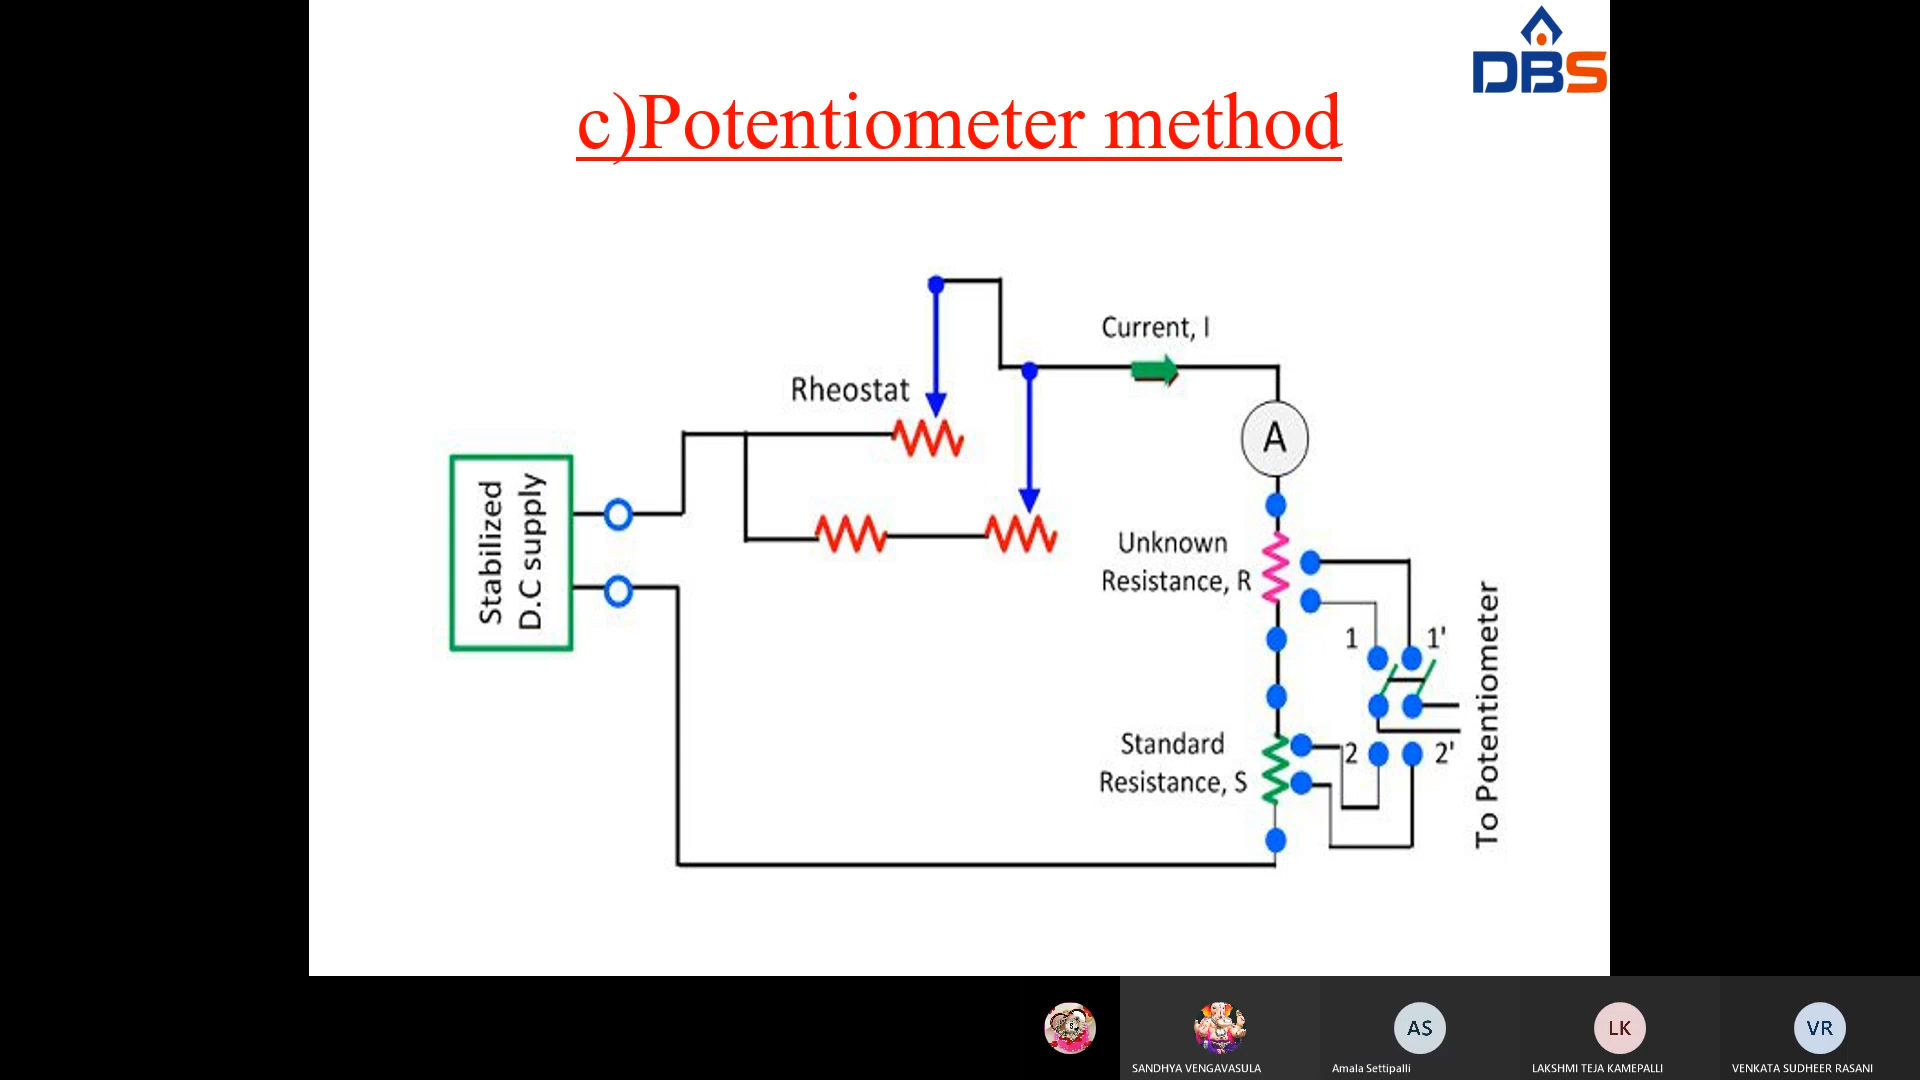 DBS
c)Potentiometer method
Current, I
Rheostat
A
Stabilized
D.C supply
Unknown
Resistance, R
1
1'
Standard
Resistance, S
2
2'
To Potentiometer
AS
LK
VR
SANDHYA VENGAVASULA
Amala Settipalli
LAKSHMI TEJA KAMEPALLI
VENKATA SUDHEER RASANI